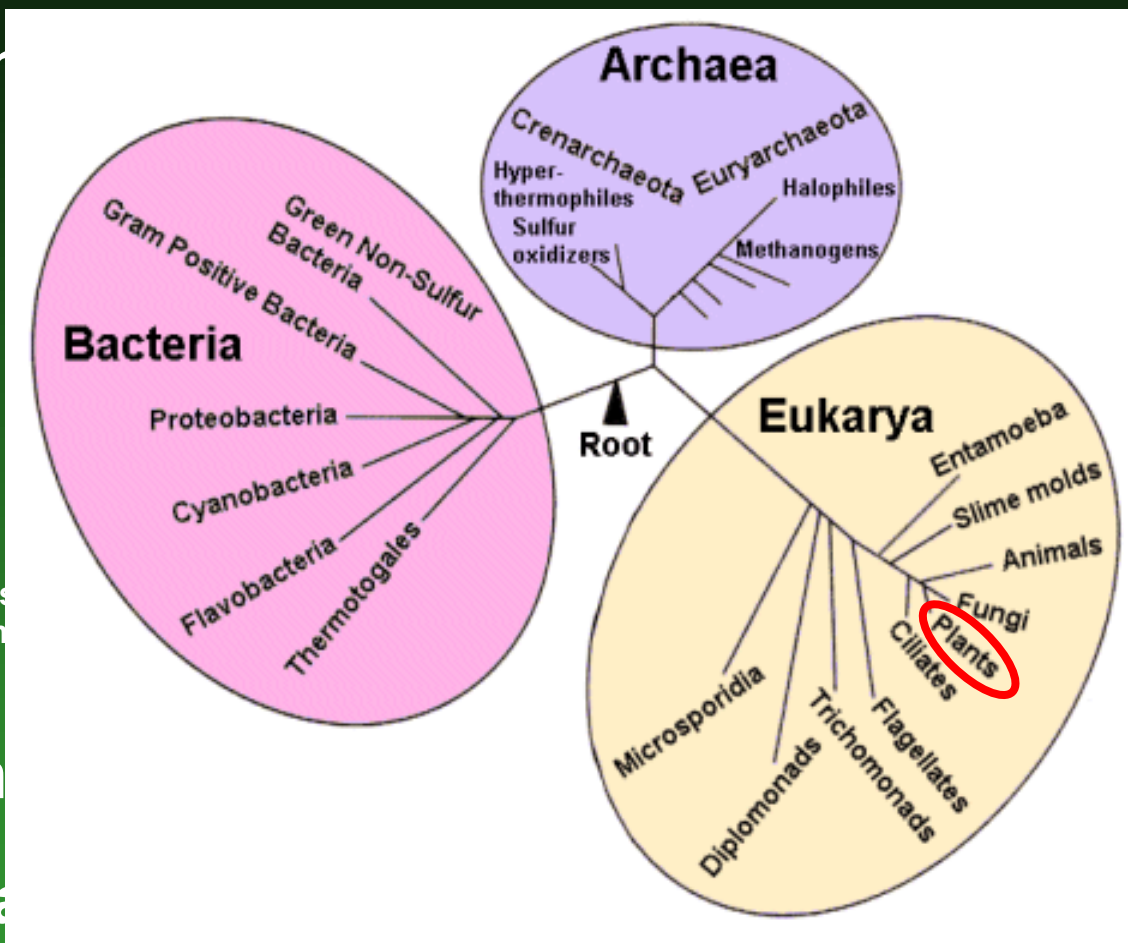 Archaea
Crenarchaeota
Euryarchaeota
Hyper-
thermophiles
Halophiles
Sulfur
oxidizers
Methanogens
Green Non-Sulfur
Bacteria
Gram Positive Bacteria
Bacteria
Proteobacteria
Cyanobacteria
Flavobacteria
Thermotogales
Root
Eukarya
Entamoeba
Slime molds
Animals
Fungi
Plants
Ciliates
Flagellates
Trichomonads
Diplomonads
Microsporidia